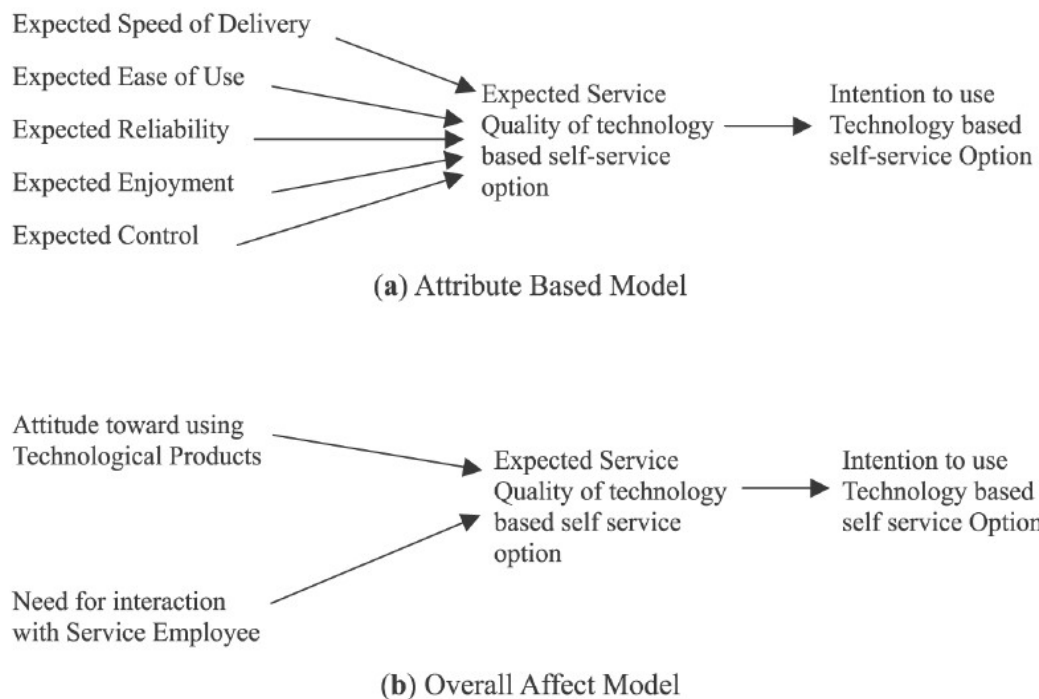 Expected Speed of Delivery
Expected Ease of Use
Expected Reliability
Expected Enjoyment
Expected Control
Expected Service
Quality of technology
based self-service
option
Intention to use
Technology based
self-service Option
(a) Attribute Based Model
Attitude toward using
Technological Products
Need for interaction
with Service Employee
Expected Service
Quality of technology
based self service
option
Intention to use
Technology based
self service Option
(b) Overall Affect Model